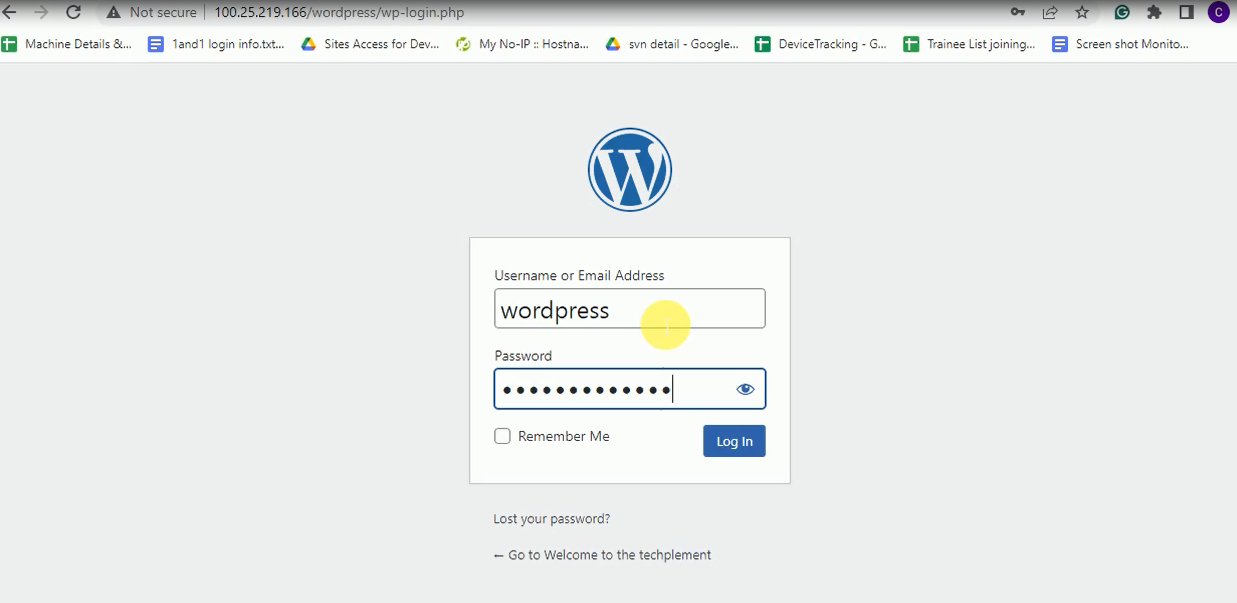 Not secure | 100.25.219.166/wordpress/wp-login.php C
Machine Details &... 1and1 login info.txt... Sites Access for Dev... My No-IP :: Hostna... svn detail - Google... DeviceTracking - G... Trainee List joining... Screen shot Monito...
W
Username or Email Address
wordpress
Password
•••••••••••••
Remember Me Log In
Lost your password?
← Go to Welcome to the techplement